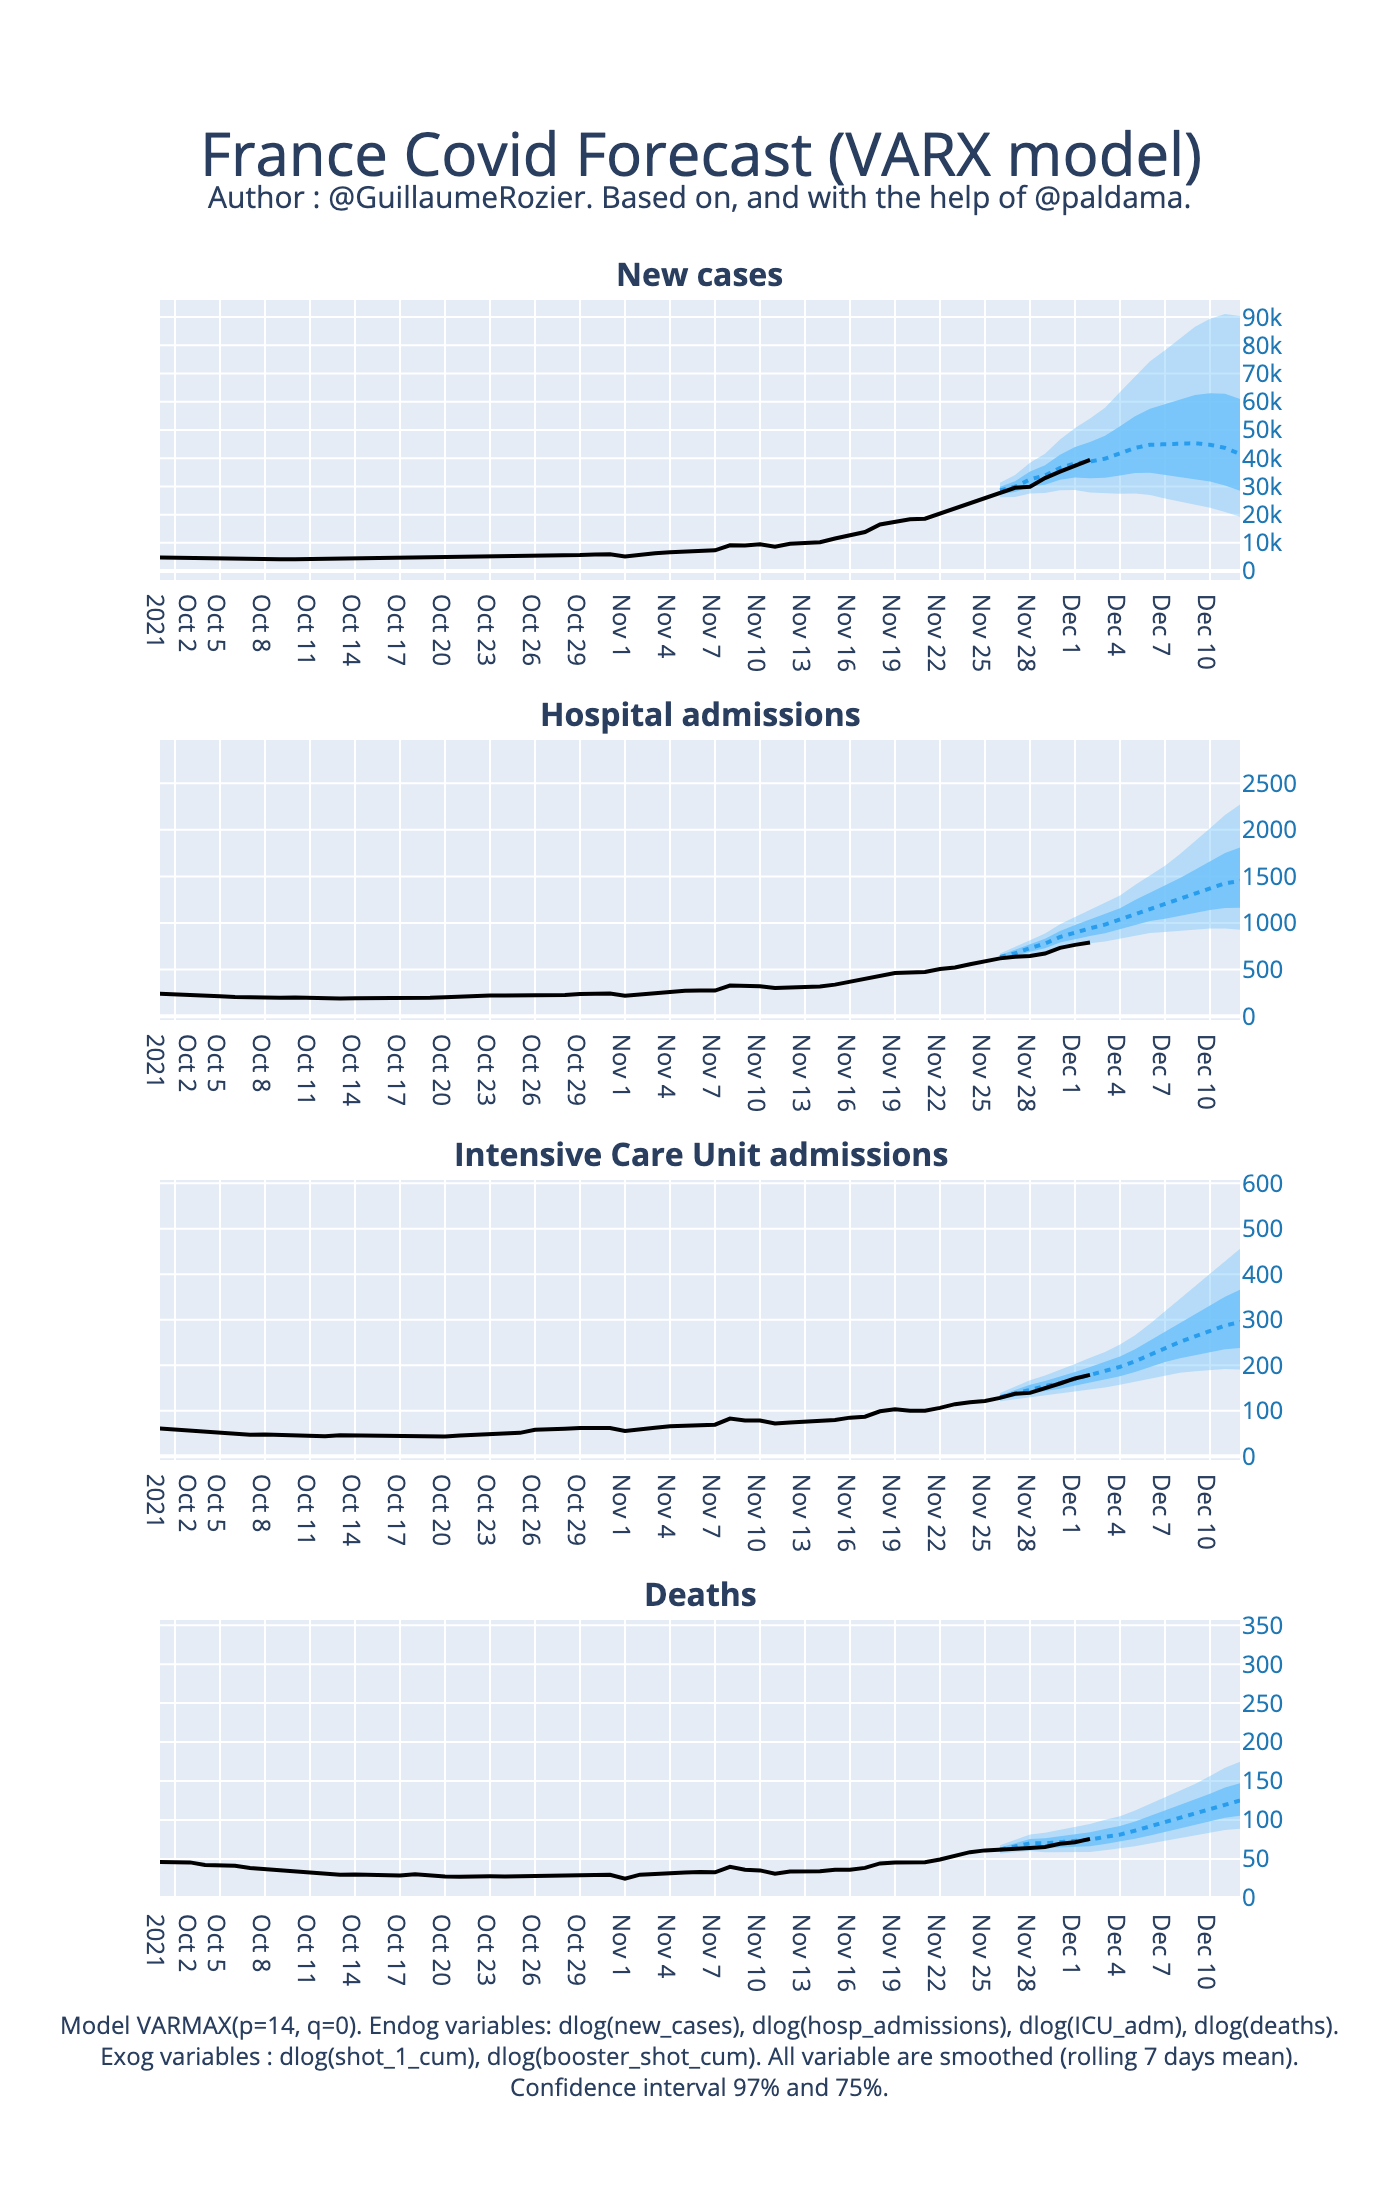 France Covid Forecast (VARX model)
Author : @GuillaumeRozier. Based on, and with the help of @paldama.
New cases
90k
80k
70k
60k
50k
40k
30k
20k
10k
0
2021
Oct 2
Oct 5
Oct 8
Oct 11
Oct 14
Oct 17
Oct 20
Oct 23
Oct 26
Oct 29
Nov 1
Nov 4
Nov 7
Nov 10
Nov 13
Nov 16
Nov 19
Nov 22
Nov 25
Nov 28
Dec 1
Dec 4
Dec 7
Dec 10
Hospital admissions
2500
2000
1500
1000
500
0
2021
Oct 2
Oct 5
Oct 8
Oct 11
Oct 14
Oct 17
Oct 20
Oct 23
Oct 26
Oct 29
Nov 1
Nov 4
Nov 7
Nov 10
Nov 13
Nov 16
Nov 19
Nov 22
Nov 25
Nov 28
Dec 1
Dec 4
Dec 7
Dec 10
Intensive Care Unit admissions
600
500
400
300
200
100
0
2021
Oct 2
Oct 5
Oct 8
Oct 11
Oct 14
Oct 17
Oct 20
Oct 23
Oct 26
Oct 29
Nov 1
Nov 4
Nov 7
Nov 10
Nov 13
Nov 16
Nov 19
Nov 22
Nov 25
Nov 28
Dec 1
Dec 4
Dec 7
Dec 10
Deaths
350
300
250
200
150
100
50
0
2021
Oct 2
Oct 5
Oct 8
Oct 11
Oct 14
Oct 17
Oct 20
Oct 23
Oct 26
Oct 29
Nov 1
Nov 4
Nov 7
Nov 10
Nov 13
Nov 16
Nov 19
Nov 22
Nov 25
Nov 28
Dec 1
Dec 4
Dec 7
Dec 10
Model VARMAX(p=14, q=0). Endog variables: dlog(new_cases), dlog(hosp_admissions), dlog(ICU_adm), dlog(deaths).
Exog variables : dlog(shot_1_cum), dlog(booster_shot_cum). All variable are smoothed (rolling 7 days mean).
Confidence interval 97% and 75%.